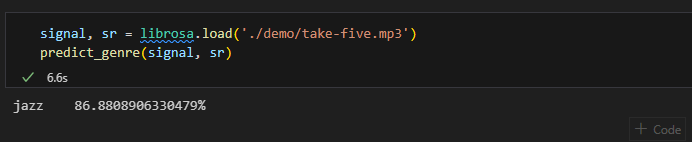 signal, sr = librosa.load('./demo/take-five.mp3')
predict_genre(signal, sr)
✓ 6.6s
jazz 86.8808906330479%
+ Code